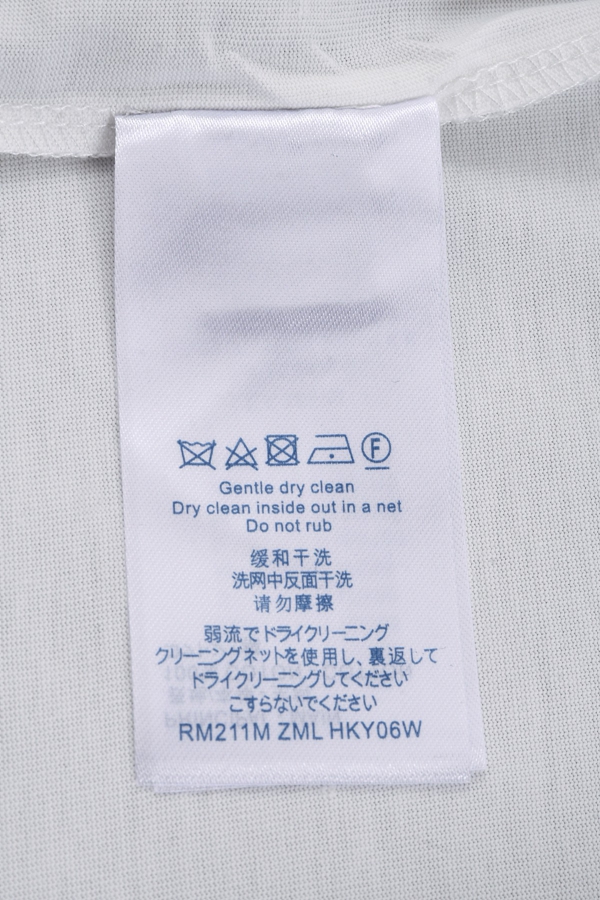 F
Gentle dry clean
Dry clean inside out in a net
Do not rub
缓和干洗
洗网中反面干洗
请勿摩擦
弱流でドライクリーニング
クリーニングネットを使用し、裏返して
ドライクリーニングしてください
こすらないでください
RM211M ZML HKY06W